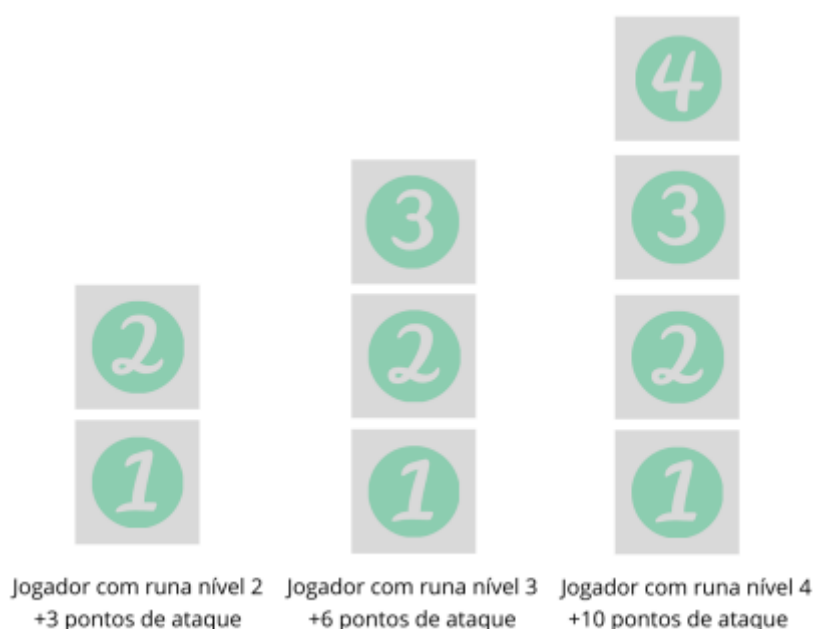 4
3
3
2
2
2
1
1
1
Jogador com runa nível 2
+3 pontos de ataque
Jogador com runa nível 3
+6 pontos de ataque
Jogador com runa nível 4
+10 pontos de ataque